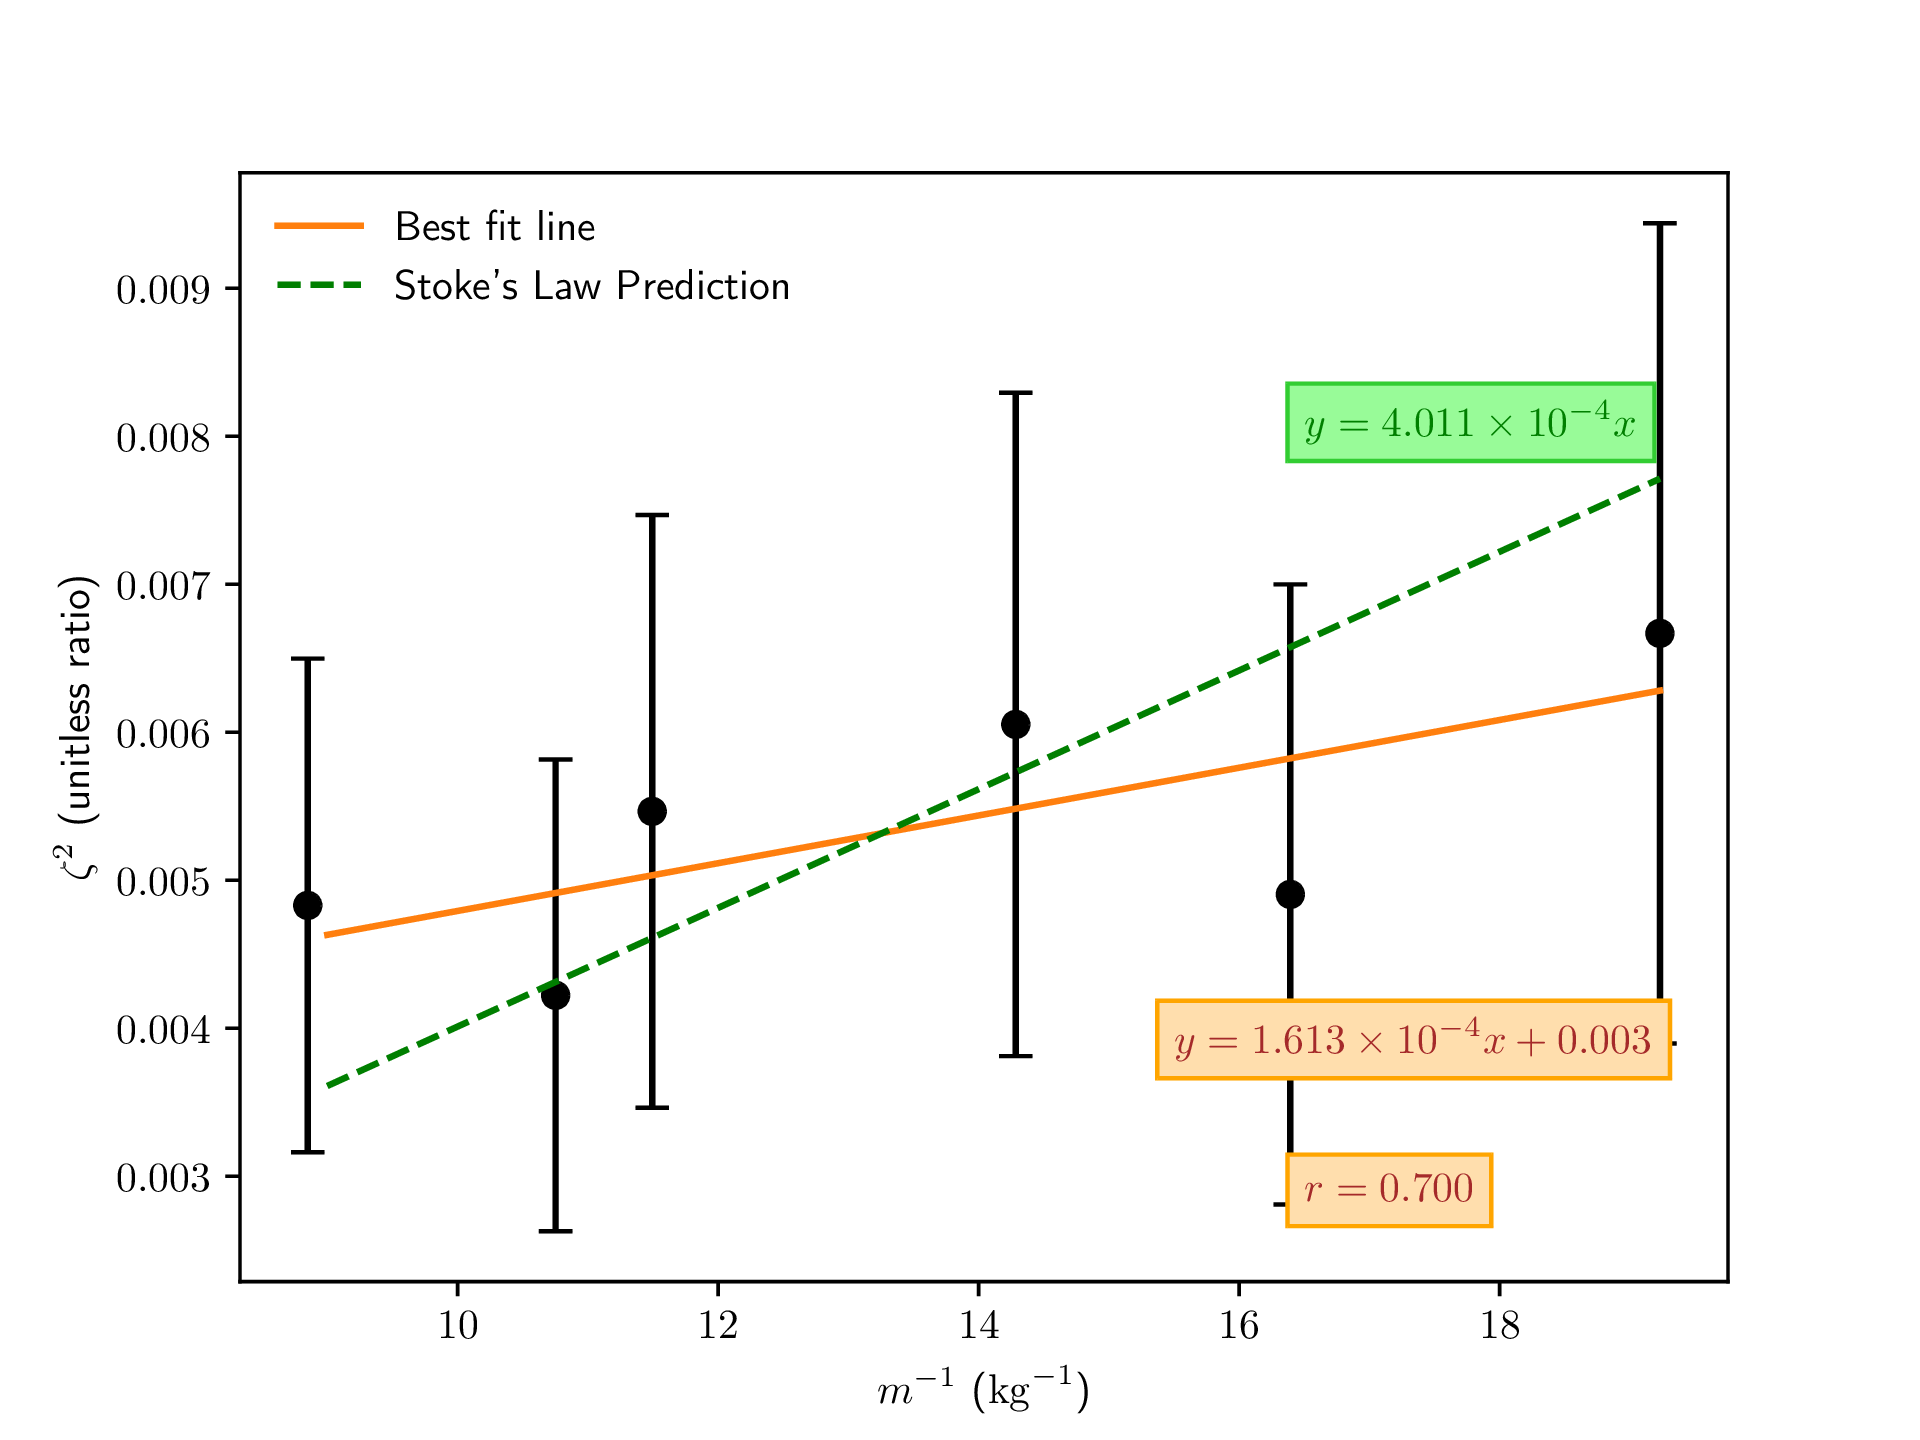 Best fit line
Stoke's Law Prediction
0.009
0.008
0.007
0.006
0.005
0.004
0.003
ζ² (unitless ratio)
y = 4.011 × 10⁻⁴x
y = 1.613 × 10⁻⁴x + 0.003
r = 0.700
10 12 14 16 18
m⁻¹ (kg⁻¹)